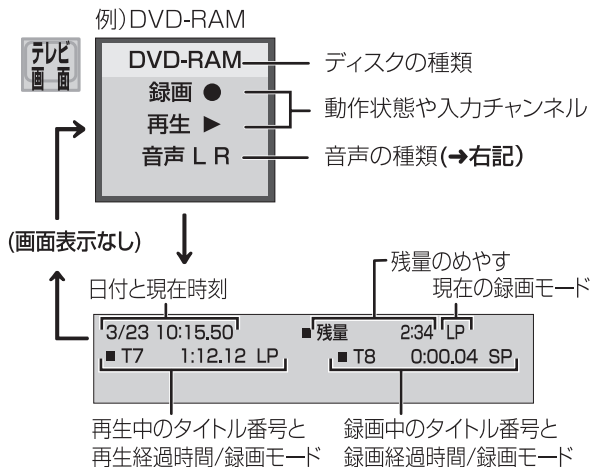 例)DVD-RAM
テレビ
画面
DVD-RAM
ディスクの種類
録画 ●
再生 ▶
動作状態や入力チャンネル
音声 L R
音声の種類(➔右記)
(画面表示なし)
残量のめやす
日付と現在時刻
現在の録画モード
3/23 10:15.50 ■残量 2:34 LP
■T7 1:12.12 LP ■T8 0:00.04 SP
再生中のタイトル番号と
再生経過時間/録画モード
録画中のタイトル番号と
録画経過時間/録画モード